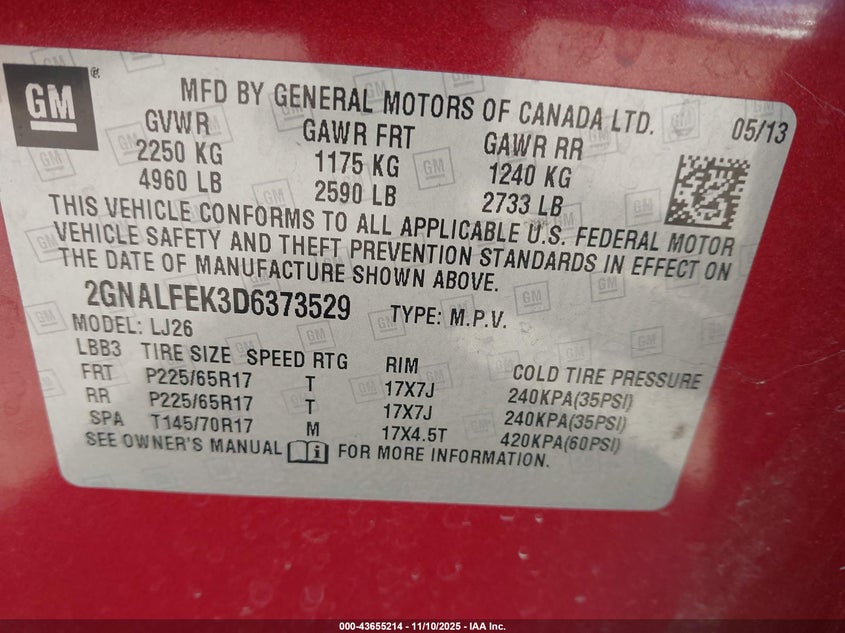 GM®
MFD BY GENERAL MOTORS OF CANADA LTD. 05/13
GVWR GAWR FRT GAWR RR
2250 KG 1175 KG 1240 KG
4960 LB 2590 LB 2733 LB
THIS VEHICLE CONFORMS TO ALL APPLICABLE U.S. FEDERAL MOTOR
VEHICLE SAFETY AND THEFT PREVENTION STANDARDS IN EFFECT ON
THE DATE OF MANUFACTURE SHOWN ABOVE.
2GNALFEK3D6373529 TYPE: M.P.V.
MODEL: LJ26
LBB3 TIRE SIZE SPEED RTG RIM COLD TIRE PRESSURE
FRT P225/65R17 T 17X7J 240KPA(35PSI)
RR P225/65R17 T 17X7J 240KPA(35PSI)
SPA T145/70R17 M 17X4.5T 420KPA(60PSI)
SEE OWNER'S MANUAL FOR MORE INFORMATION.
000-43655214 - 11/10/2025 - IAA Inc.